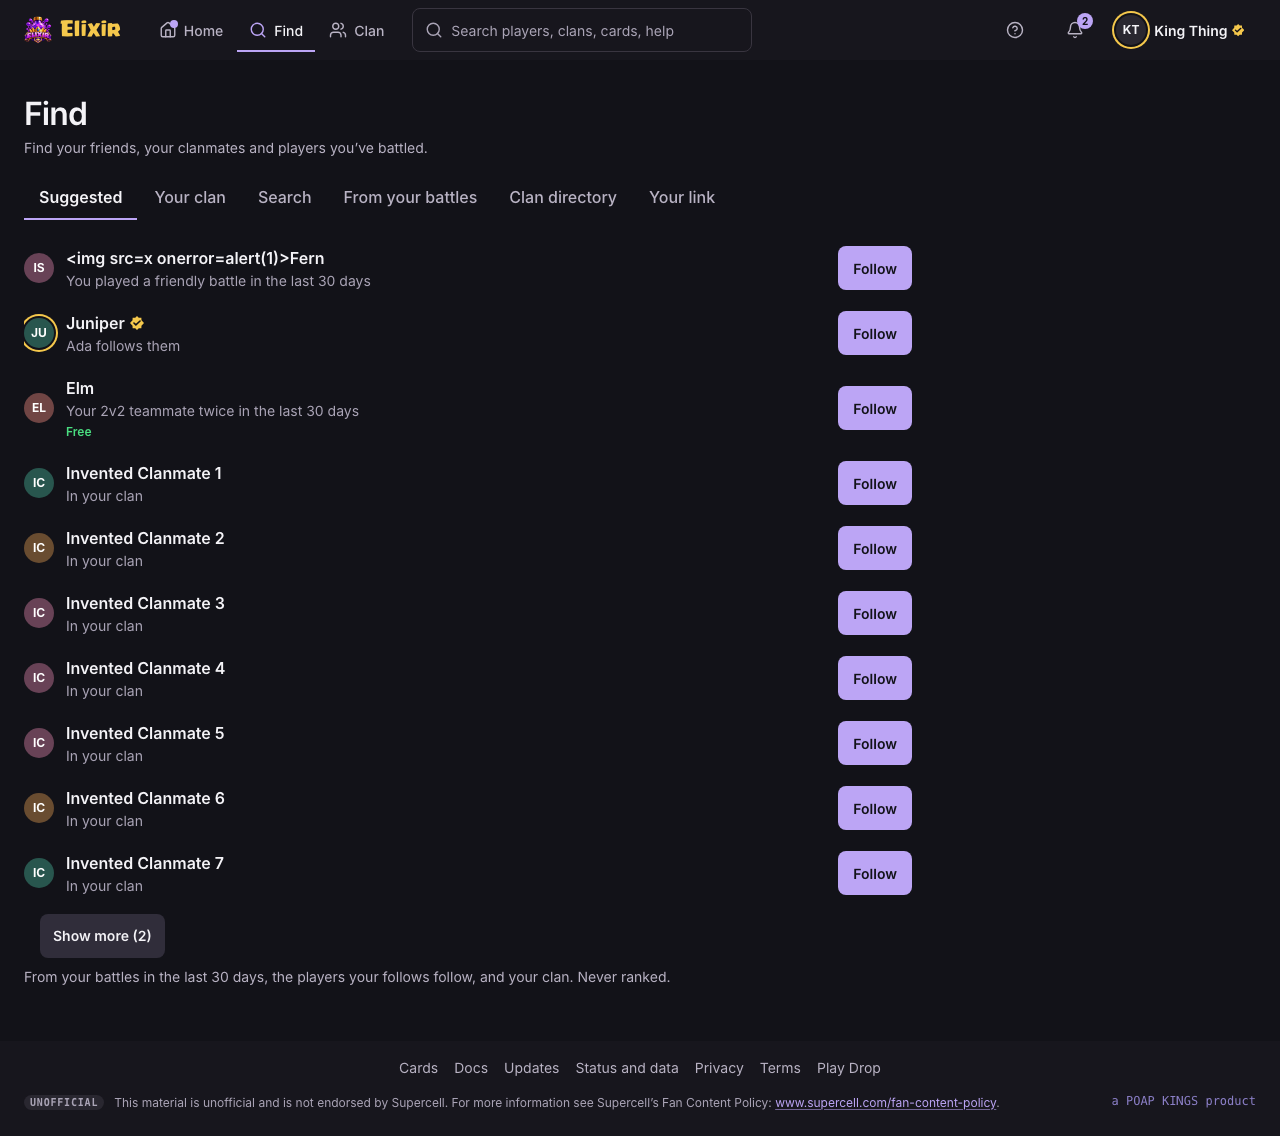 Elixir
Home
Find
Clan
Search players, clans, cards, help
2
KT
King Thing
Find
Find your friends, your clanmates and players you've battled.
Suggested
Your clan
Search
From your battles
Clan directory
Your link
IS
<img src=x onerror=alert(1)>Fern
You played a friendly battle in the last 30 days
Follow
JU
Juniper
Ada follows them
Follow
EL
Elm
Your 2v2 teammate twice in the last 30 days
Free
Follow
IC
Invented Clanmate 1
In your clan
Follow
IC
Invented Clanmate 2
In your clan
Follow
IC
Invented Clanmate 3
In your clan
Follow
IC
Invented Clanmate 4
In your clan
Follow
IC
Invented Clanmate 5
In your clan
Follow
IC
Invented Clanmate 6
In your clan
Follow
IC
Invented Clanmate 7
In your clan
Follow
Show more (2)
From your battles in the last 30 days, the players your follows follow, and your clan. Never ranked.
Cards
Docs
Updates
Status and data
Privacy
Terms
Play Drop
UNOFFICIAL
This material is unofficial and is not endorsed by Supercell. For more information see Supercell's Fan Content Policy: www.supercell.com/fan-content-policy.
a POAP KINGS product